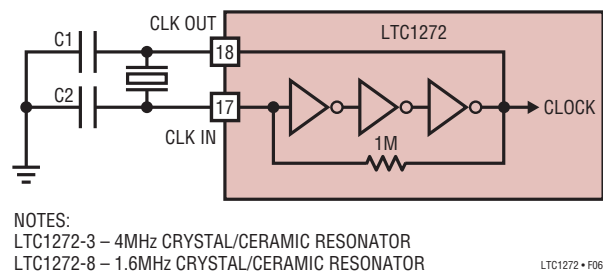 CLK OUT
LTC1272
C1
18
C2
17
CLOCK
CLK IN
1M
NOTES:
LTC1272-3 – 4MHz CRYSTAL/CERAMIC RESONATOR
LTC1272-8 – 1.6MHz CRYSTAL/CERAMIC RESONATOR
LTC1272 • F06